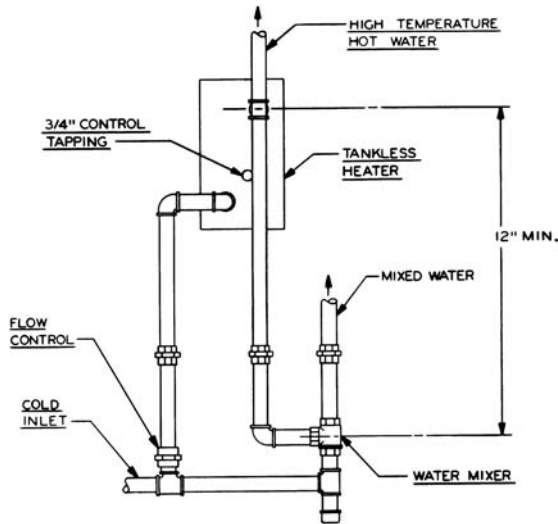 HIGH TEMPERATURE
HOT WATER
3/4" CONTROL
TAPPING
TANKLESS
HEATER
12" MIN.
MIXED WATER
FLOW
CONTROL
COLD
INLET
WATER MIXER